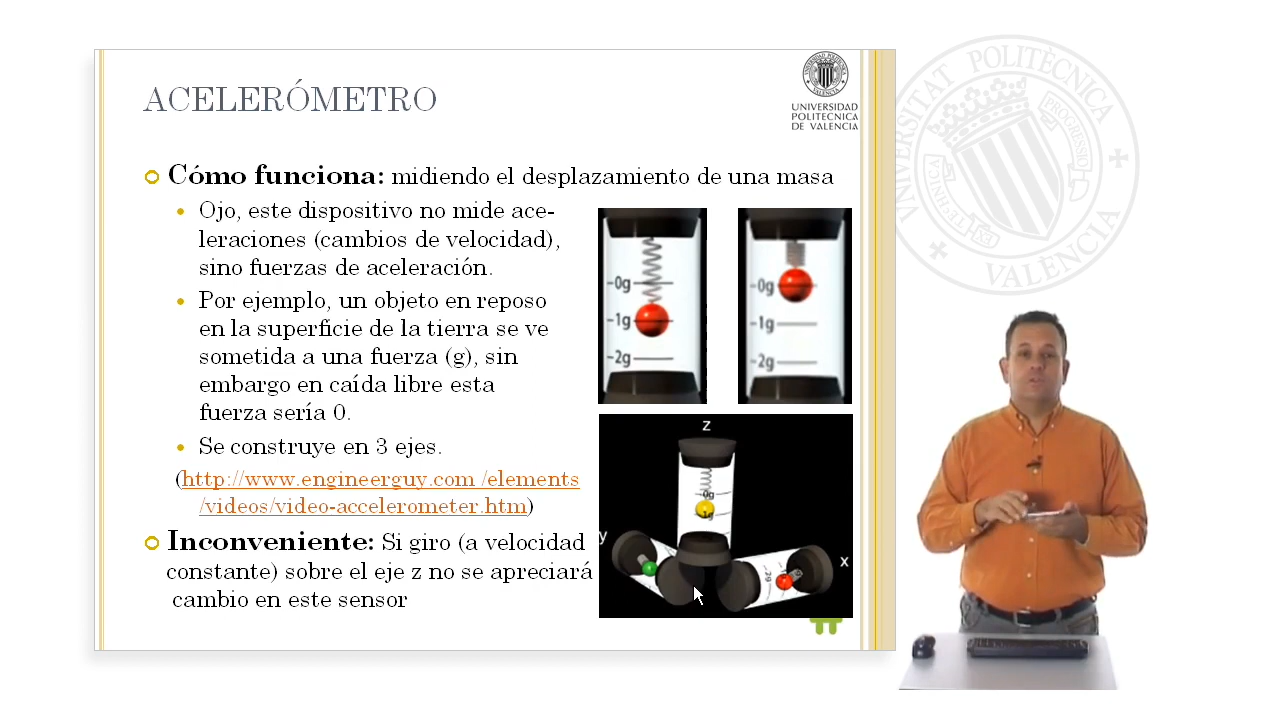 ACELERÓMETRO
UNIVERSIDAD
POLITECNICA
DE VALENCIA
Cómo funciona: midiendo el desplazamiento de una masa
Ojo, este dispositivo no mide ace-
leraciones (cambios de velocidad),
sino fuerzas de aceleración.
Por ejemplo, un objeto en reposo
en la superficie de la tierra se ve
sometida a una fuerza (g), sin
embargo en caída libre esta
fuerza sería 0.
Se construye en 3 ejes.
(http://www.engineerguy.com /elements
/videos/video-accelerometer.htm)
Inconveniente: Si giro (a velocidad
constante) sobre el eje z no se apreciará
cambio en este sensor
-0g
-1g
-2g
-0g
-1g
-2g
z
0g
1g
y
x
-2g
UNIVERSITAT POLITÈCNICA
VALÈNCIA